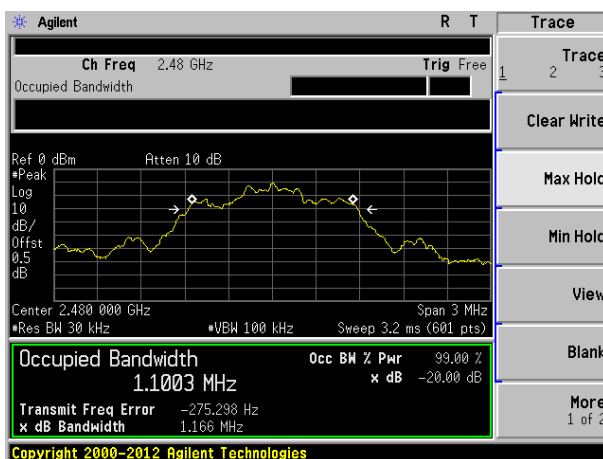 Agilent R T Trace
Ch Freq 2.48 GHz Trig Free
Occupied Bandwidth
Trace
1 2 3
Clear Write
Max Hold
Min Hold
View
Blank
More
1 of 2
Ref 0 dBm Atten 10 dB
#Peak
Log
10
dB/
Offst
0.5
dB
Center 2.480 000 GHz Span 3 MHz
#Res BW 30 kHz #VBW 100 kHz Sweep 3.2 ms (601 pts)
Occupied Bandwidth Occ BW % Pwr 99.00 %
1.1003 MHz x dB -20.00 dB
Transmit Freq Error -275.298 Hz
x dB Bandwidth 1.166 MHz
Copyright 2000-2012 Agilent Technologies